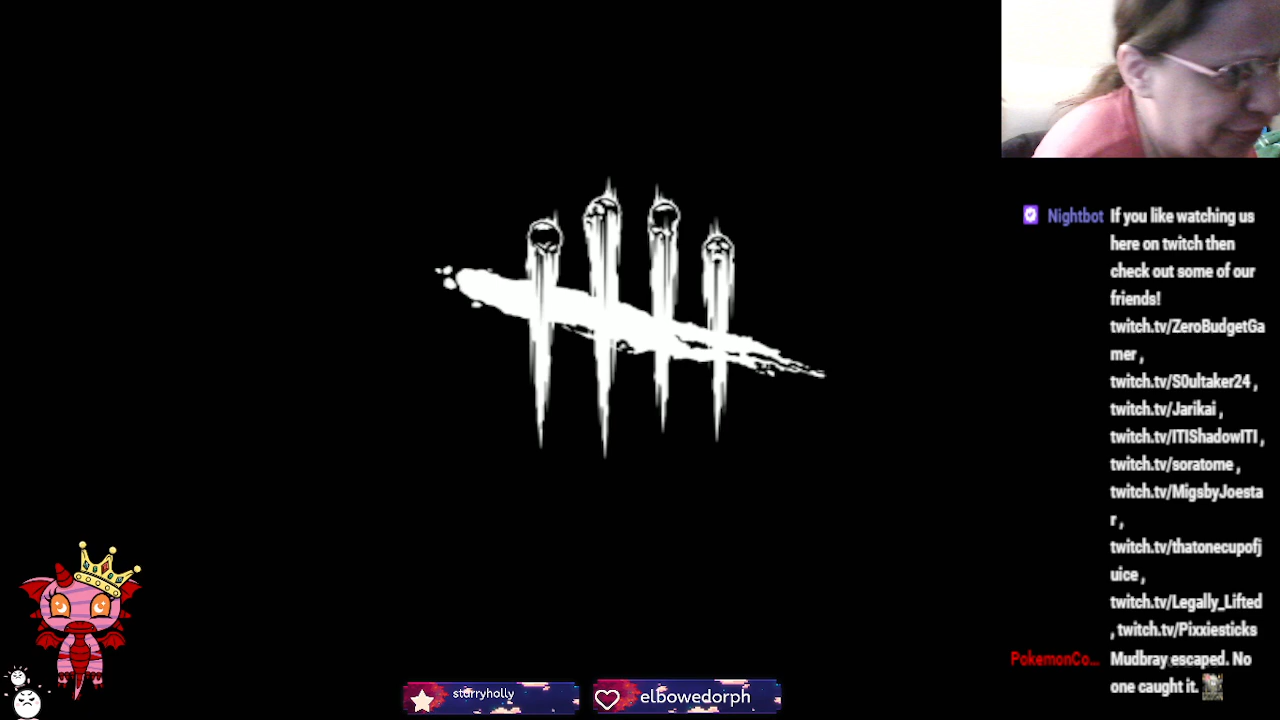 Nightbot If you like watching us
here on twitch then
check out some of our
friends!
twitch.tv/ZeroBudgetGa
mer ,
twitch.tv/S0ultaker24 ,
twitch.tv/Jarikai ,
twitch.tv/ITIShadowITI ,
twitch.tv/soratome ,
twitch.tv/MigsbyJoesta
r ,
twitch.tv/thatonecupofj
uice ,
twitch.tv/Legally_Lifted
, twitch.tv/Pixxiesticks
PokemonCo... Mudbray escaped. No
one caught it.
starryholly
elbowedorph